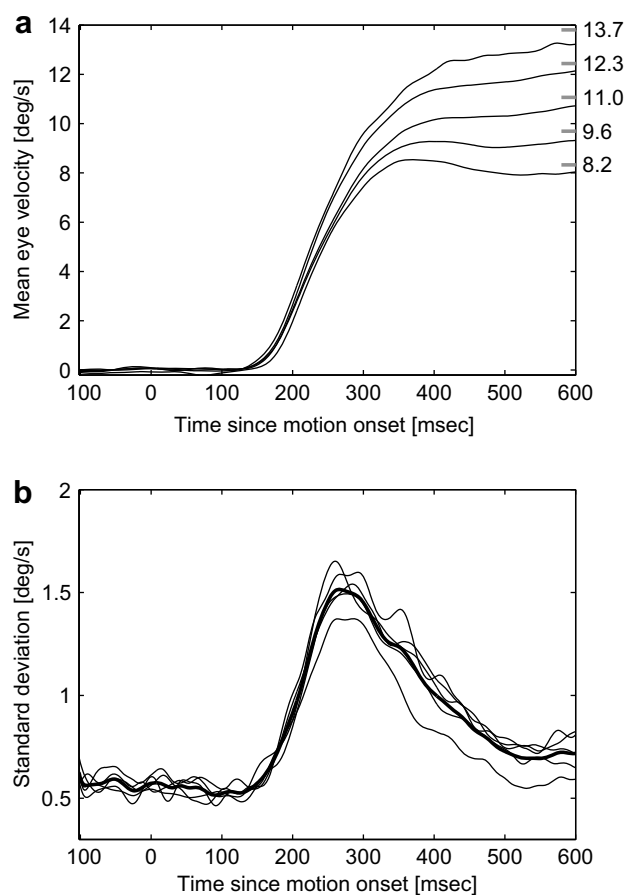 a
14
12
10
8
6
4
2
0
Mean eye velocity [deg/s]
13.7
12.3
11.0
9.6
8.2
100 0 100 200 300 400 500 600
Time since motion onset [msec]
b
2
1.5
1
0.5
Standard deviation [deg/s]
100 0 100 200 300 400 500 600
Time since motion onset [msec]